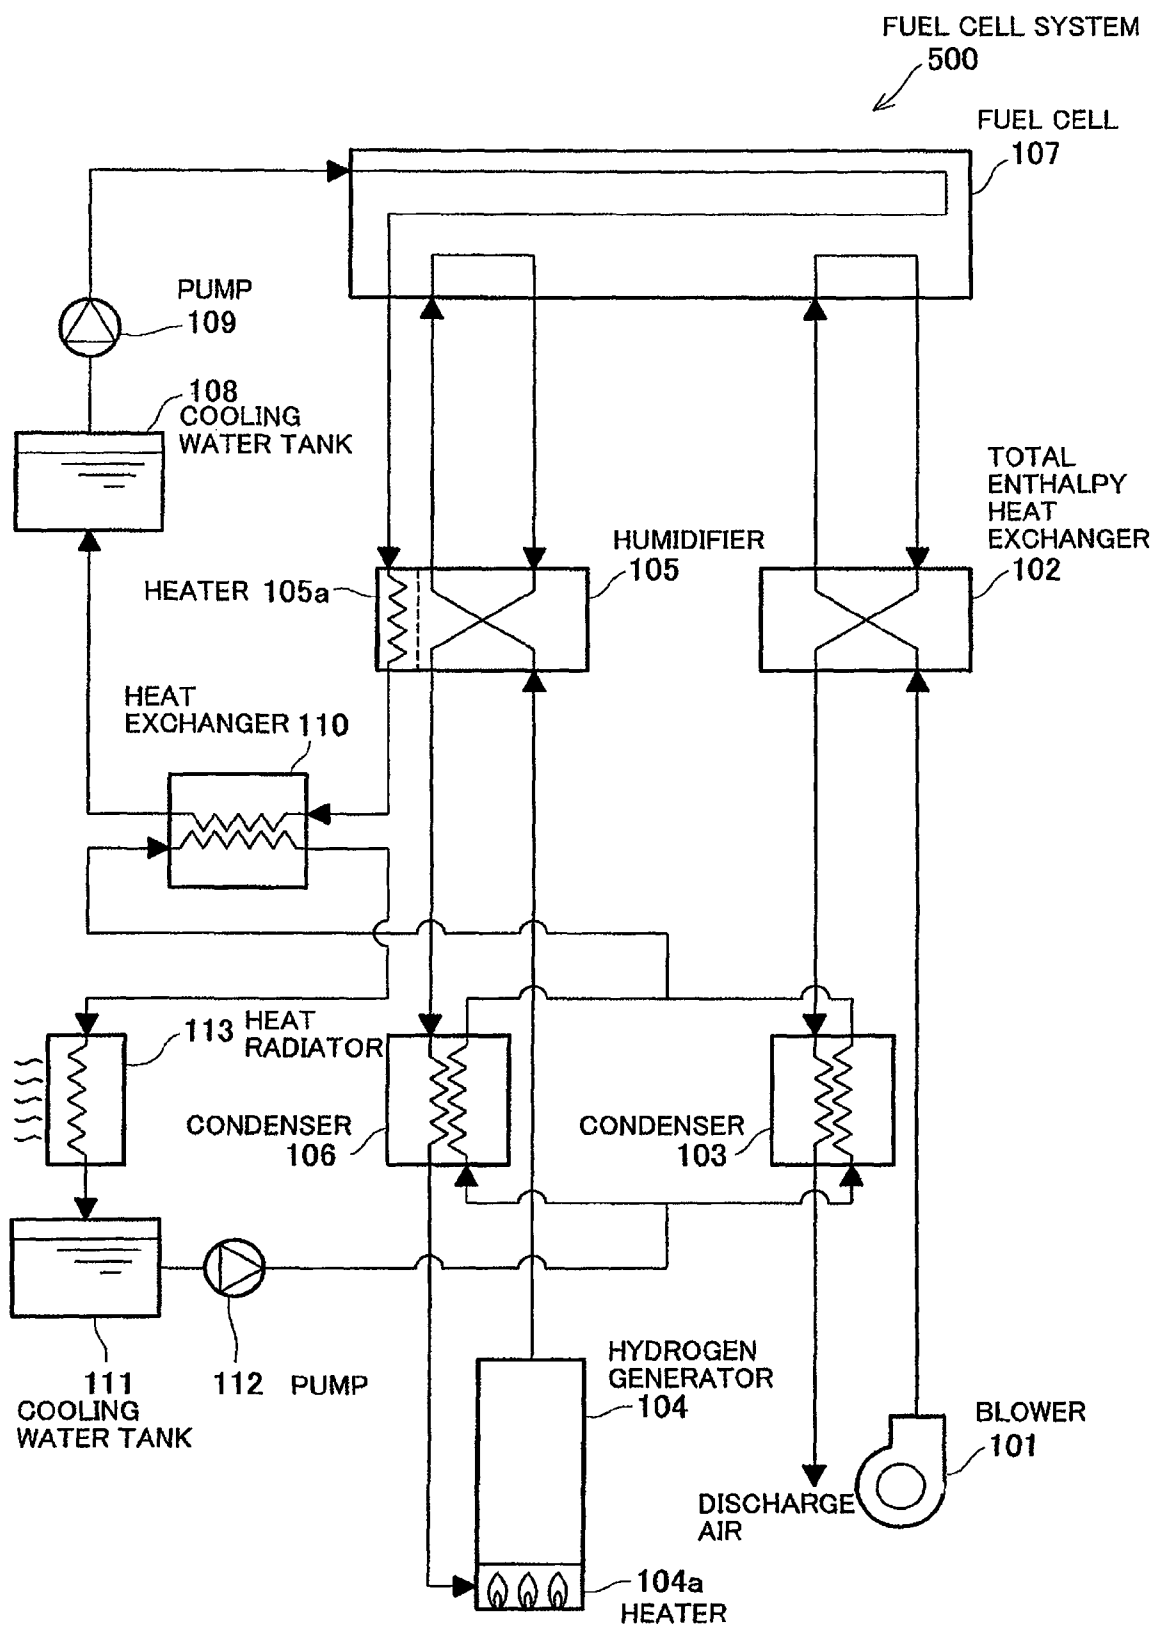 FUEL CELL SYSTEM
500
FUEL CELL
107
PUMP
109
108
COOLING
WATER TANK
TOTAL
ENTHALPY
HEAT
EXCHANGER
102
HUMIDIFIER
105
HEATER 105a
HEAT
EXCHANGER 110
113 HEAT
RADIATOR
CONDENSER
106
CONDENSER
103
111
COOLING
WATER TANK
112 PUMP
HYDROGEN
GENERATOR
104
BLOWER
101
DISCHARGE
AIR
104a
HEATER